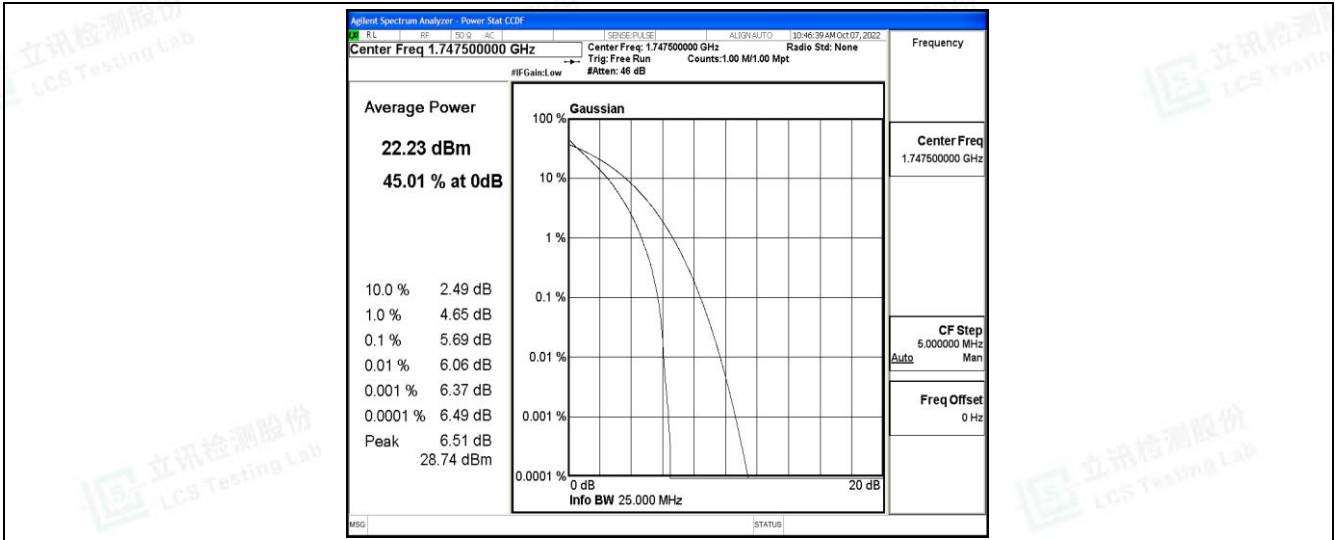 Agilent Spectrum Analyzer - Power Stat CCDF
RL RF 50 Ω AC SENSE:PULSE ALIGN AUTO 10:46:39 AM Oct 07, 2022
Center Freq 1.747500000 GHz
Center Freq: 1.747500000 GHz Radio Std: None
Trig: Free Run Counts:1.00 M/1.00 Mpt
#IFGain:Low #Atten: 46 dB
Frequency
Average Power
22.23 dBm
45.01 % at 0dB
10.0 % 2.49 dB
1.0 % 4.65 dB
0.1 % 5.69 dB
0.01 % 6.06 dB
0.001 % 6.37 dB
0.0001 % 6.49 dB
Peak 6.51 dB
28.74 dBm
Gaussian
100 %
10 %
1 %
0.1 %
0.01 %
0.001 %
0.0001 %
0 dB 20 dB
Info BW 25.000 MHz
Center Freq
1.747500000 GHz
CF Step
5.000000 MHz
Auto Man
Freq Offset
0 Hz
MSG STATUS
立讯检测股份
LCS Testing Lab
立讯检测股份
LCS Testing Lab
立讯检测股份
LCS Testing Lab